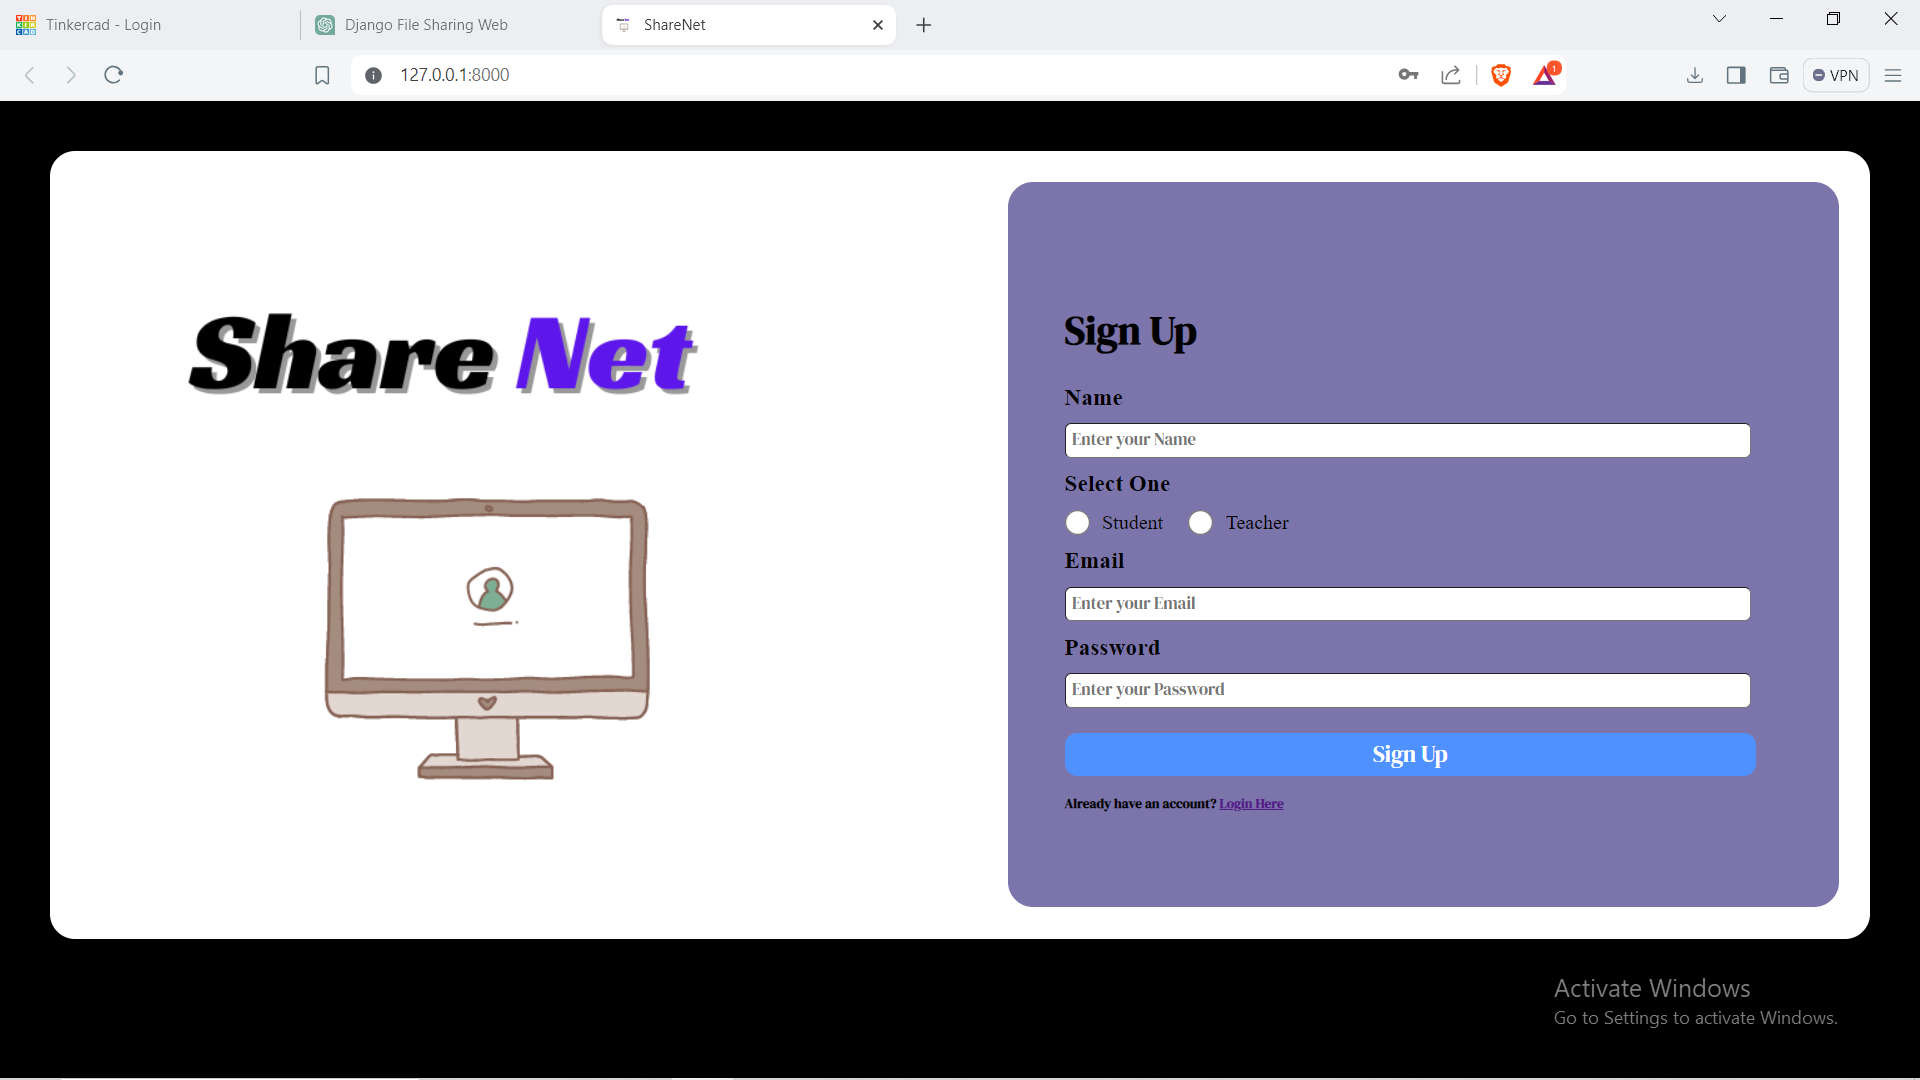 Tinkercad - Login
Django File Sharing Web
ShareNet
127.0.0.1:8000
1
VPN
Share Net
Sign Up
Name
Enter your Name
Select One
Student Teacher
Email
Enter your Email
Password
Enter your Password
Sign Up
Already have an account? Login Here
Activate Windows
Go to Settings to activate Windows.